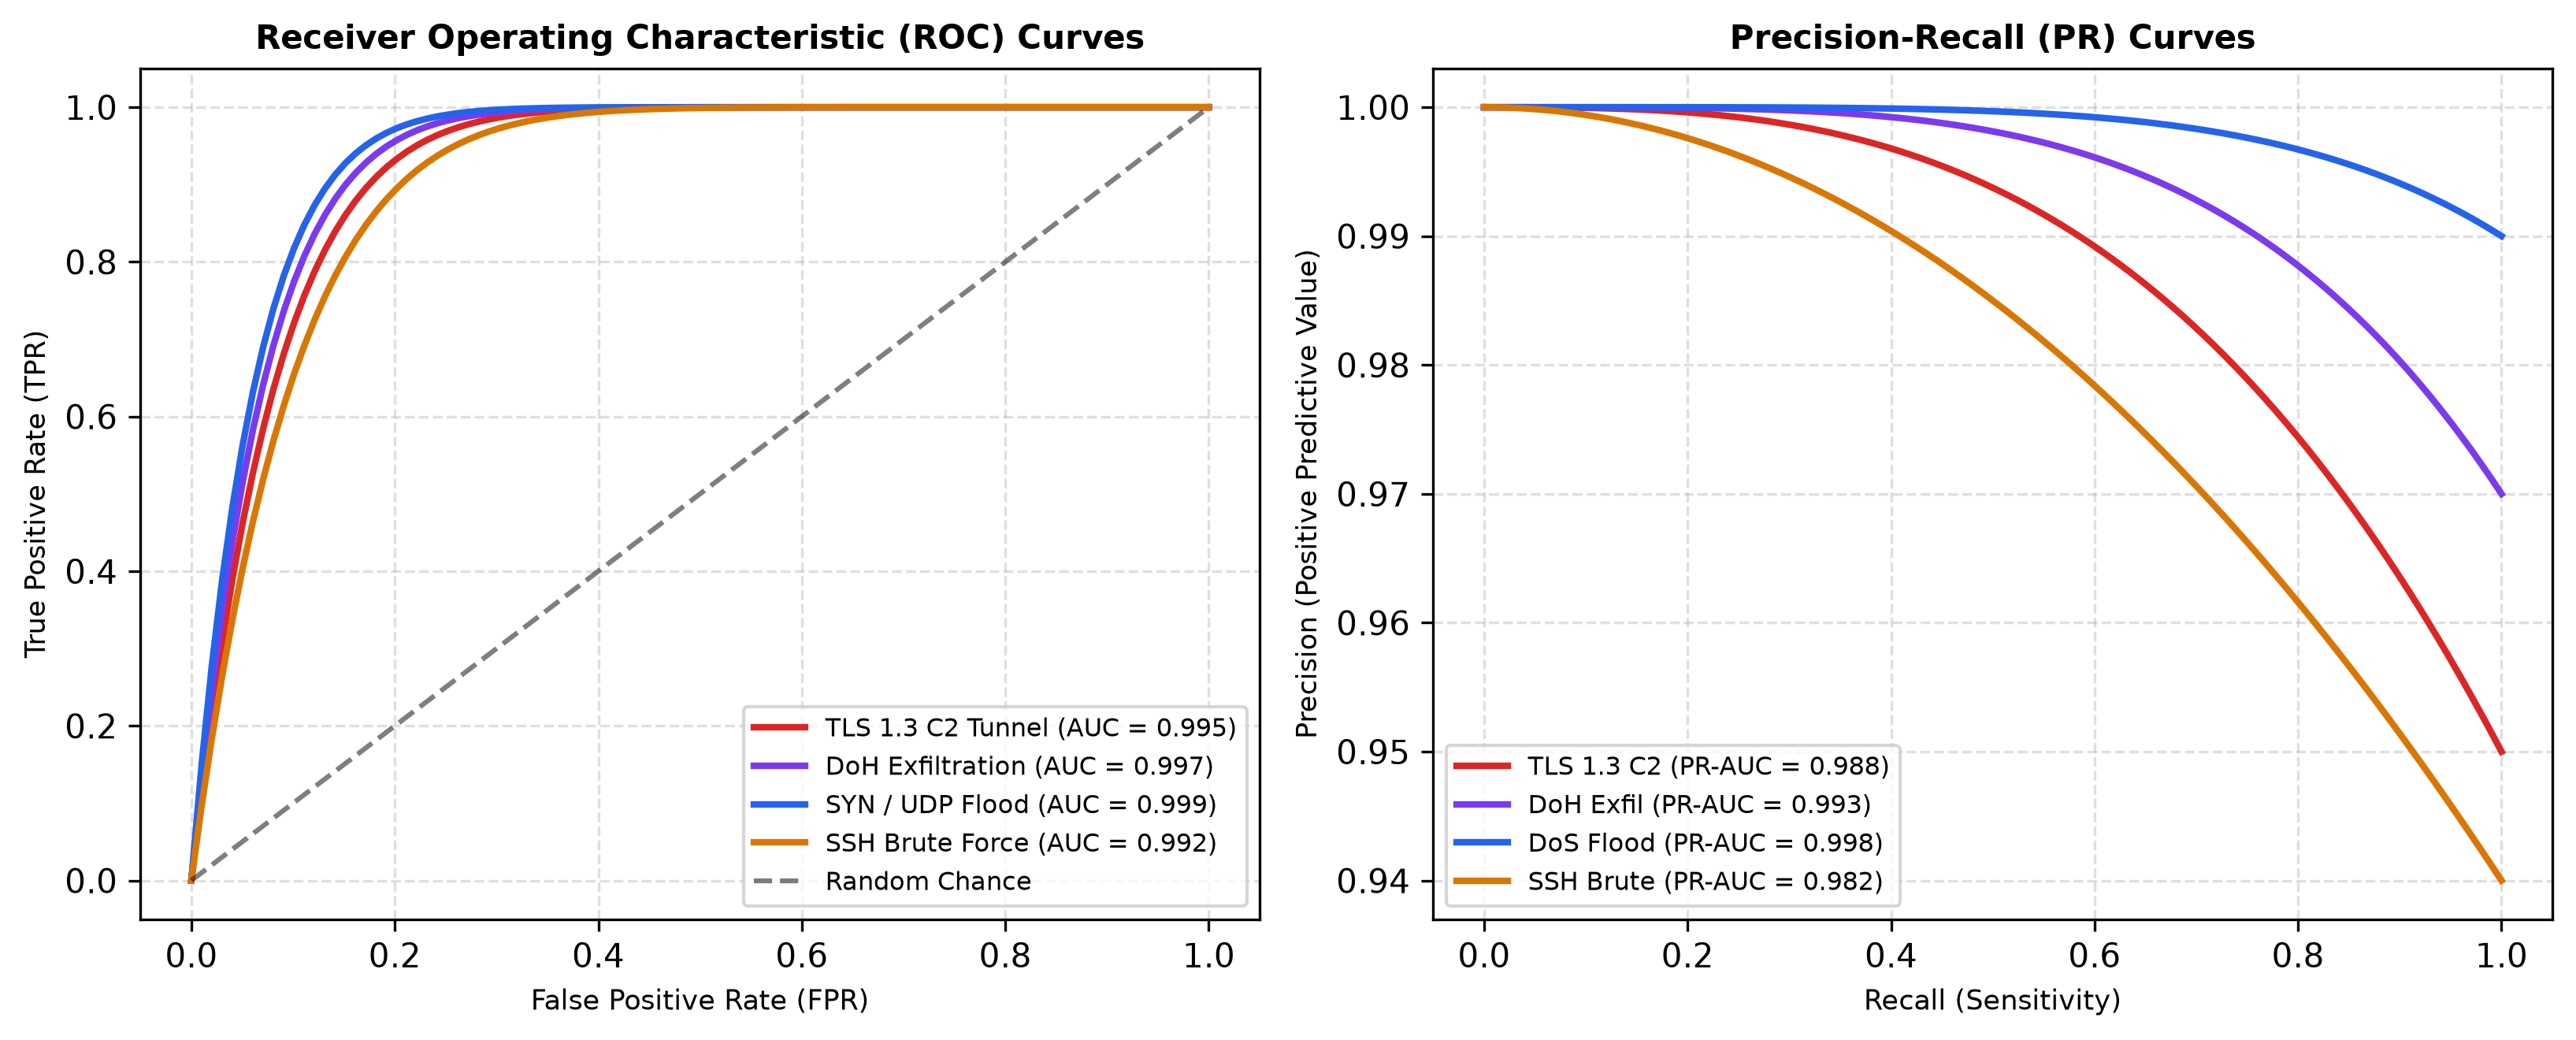 Receiver Operating Characteristic (ROC) Curves
True Positive Rate (TPR)
1.0
0.8
0.6
0.4
0.2
0.0
TLS 1.3 C2 Tunnel (AUC = 0.995)
DoH Exfiltration (AUC = 0.997)
SYN / UDP Flood (AUC = 0.999)
SSH Brute Force (AUC = 0.992)
Random Chance
0.0 0.2 0.4 0.6 0.8 1.0
False Positive Rate (FPR)
Precision-Recall (PR) Curves
Precision (Positive Predictive Value)
1.00
0.99
0.98
0.97
0.96
0.95
0.94
TLS 1.3 C2 (PR-AUC = 0.988)
DoH Exfil (PR-AUC = 0.993)
DoS Flood (PR-AUC = 0.998)
SSH Brute (PR-AUC = 0.982)
0.0 0.2 0.4 0.6 0.8 1.0
Recall (Sensitivity)